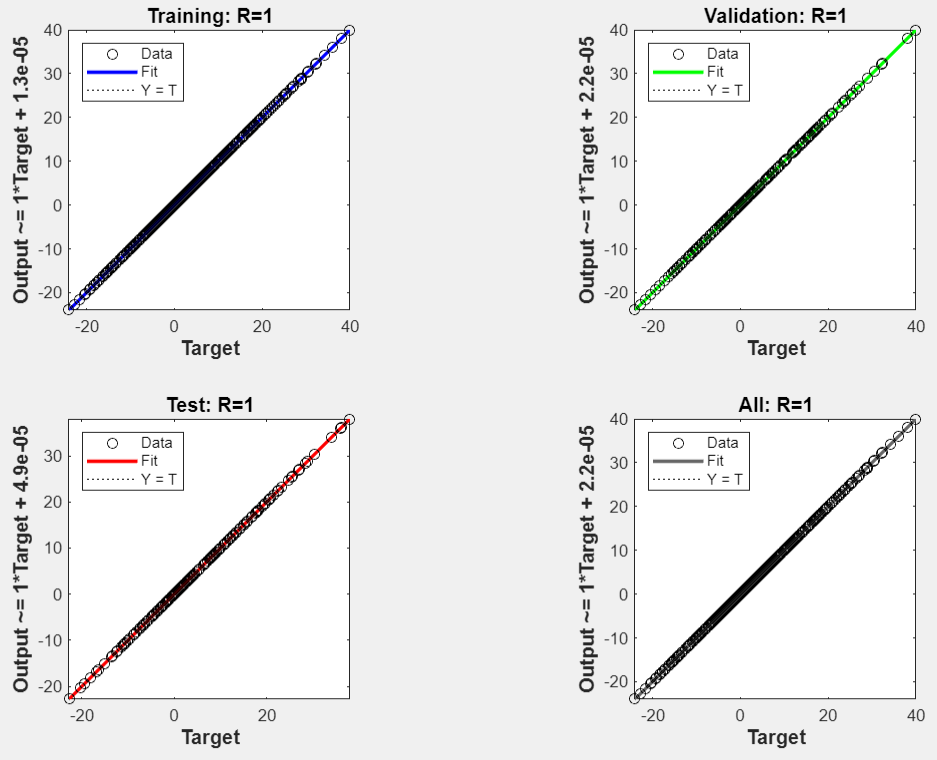 Training: R=1
Output ~= 1*Target + 1.3e-05
40
30
20
10
0
-10
-20
Data
Fit
Y = T
-20
0
20
40
Target
Validation: R=1
Output ~= 1*Target + 2.2e-05
40
30
20
10
0
-10
-20
Data
Fit
Y = T
-20
0
20
40
Target
Test: R=1
Output ~= 1*Target + 4.9e-05
30
20
10
0
-10
-20
Data
Fit
Y = T
-20
0
20
Target
All: R=1
Output ~= 1*Target + 2.2e-05
40
30
20
10
0
-10
-20
Data
Fit
Y = T
-20
0
20
40
Target